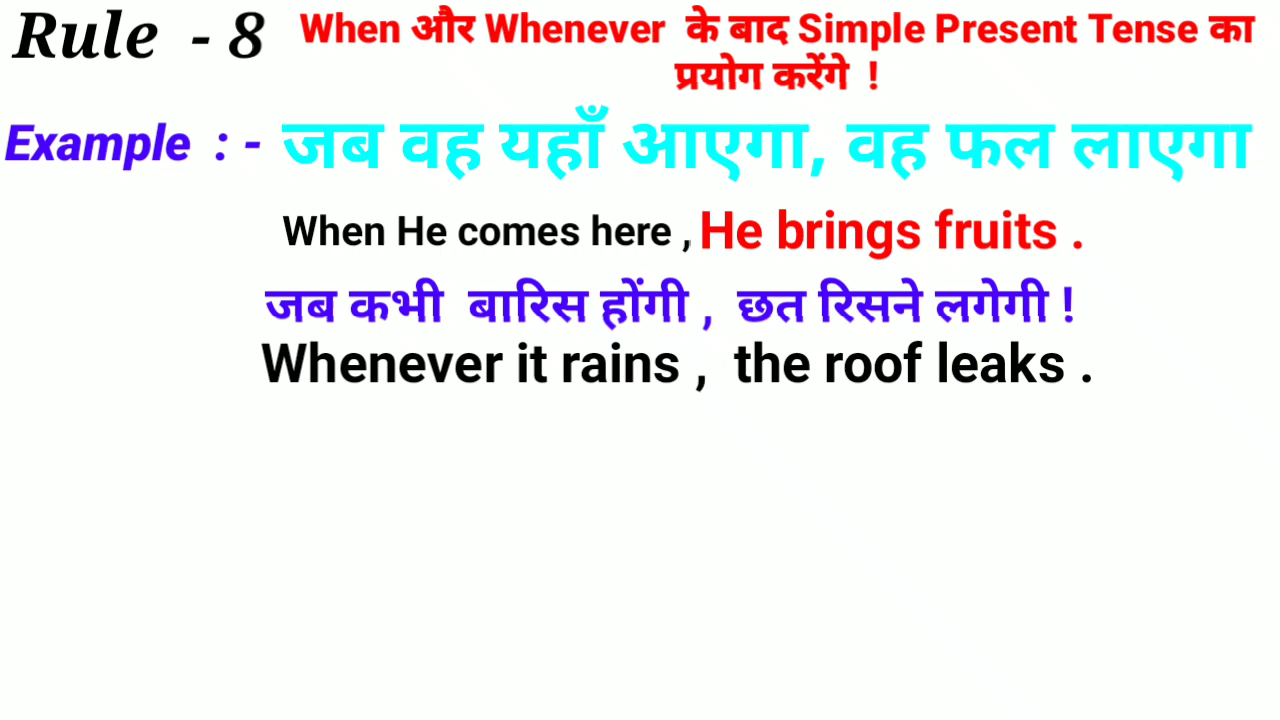 Rule - 8 When और Whenever के बाद Simple Present Tense का
प्रयोग करेंगे !
Example : - जब वह यहाँ आएगा, वह फल लाएगा
When He comes here , He brings fruits .
जब कभी बारिस होंगी , छत रिसने लगेगी !
Whenever it rains , the roof leaks .